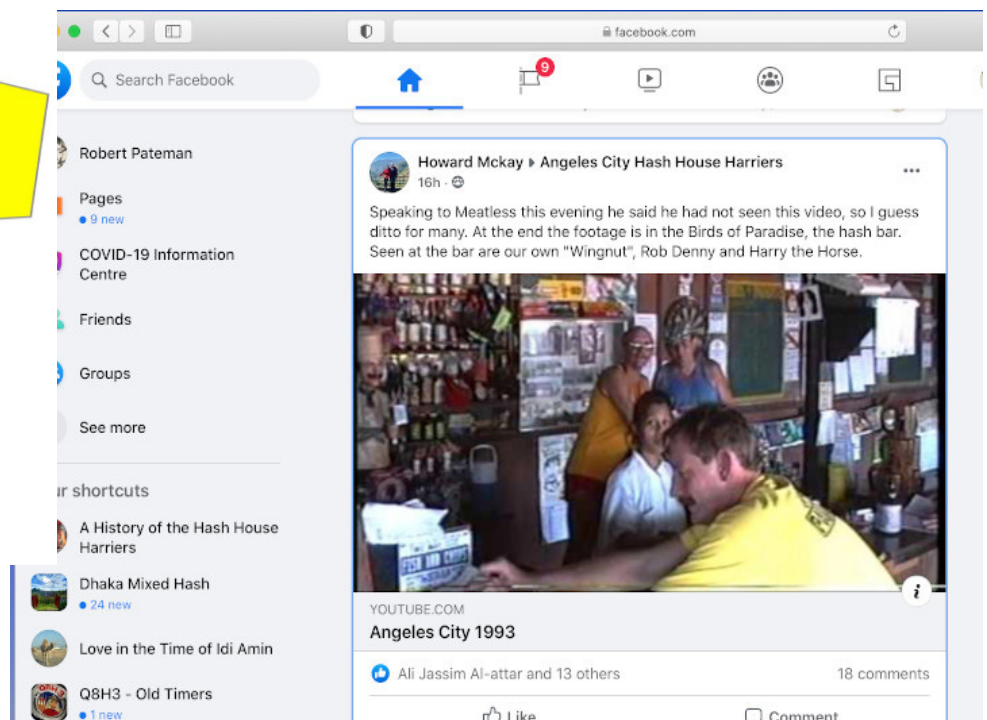 facebook.com
Search Facebook
9
Robert Pateman
Pages
9 new
COVID-19 Information
Centre
Friends
Groups
See more
ur shortcuts
A History of the Hash House
Harriers
Dhaka Mixed Hash
24 new
Love in the Time of Idi Amin
Q8H3 - Old Timers
1 new
Howard Mckay ▸ Angeles City Hash House Harriers
16h ·
Speaking to Meatless this evening he said he had not seen this video, so I guess
ditto for many. At the end the footage is in the Birds of Paradise, the hash bar.
Seen at the bar are our own "Wingnut", Rob Denny and Harry the Horse.
FISH AND CHIPS
YOUTUBE.COM
Angeles City 1993
Ali Jassim Al-attar and 13 others
18 comments
Like
Comment